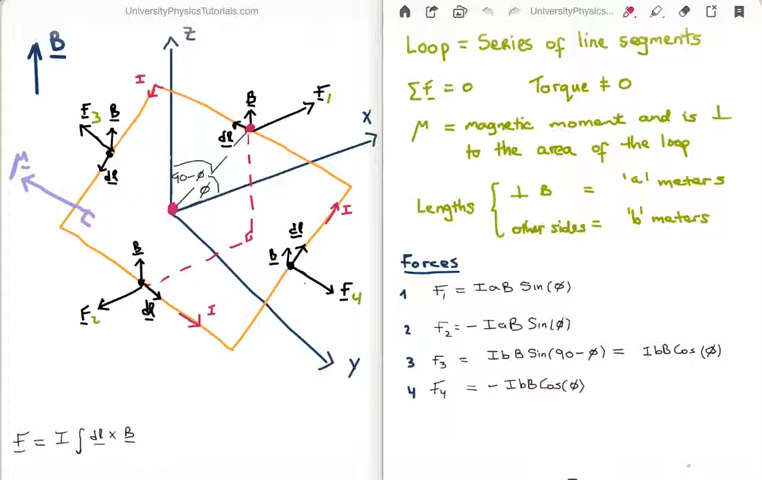 UniversityPhysicsTutorials.com
B
Z
I
F1
B
F3
B
dl
X
dl
μ
90-φ
φ
I
dl
B
B
F4
F2
dl
I
Y
F = I ∫ dl × B
UniversityPhysics...
Loop = Series of line segments
ΣF = 0 Torque ≠ 0
μ = magnetic moment and is ⊥
to the area of the loop
Lengths { ⊥ B = 'a' meters
other sides = 'b' meters
Forces
1 F1 = IaB Sin(φ)
2 F2 = - IaB Sin(φ)
3 F3 = IbB Sin(90-φ) = IbB Cos(φ)
4 F4 = - IbB Cos(φ)